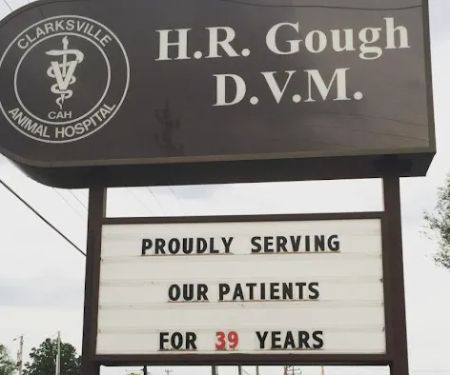 CLARKSVILLE
CAH
ANIMAL HOSPITAL
H.R. Gough
D.V.M.
PROUDLY SERVING
OUR PATIENTS
FOR 39 YEARS